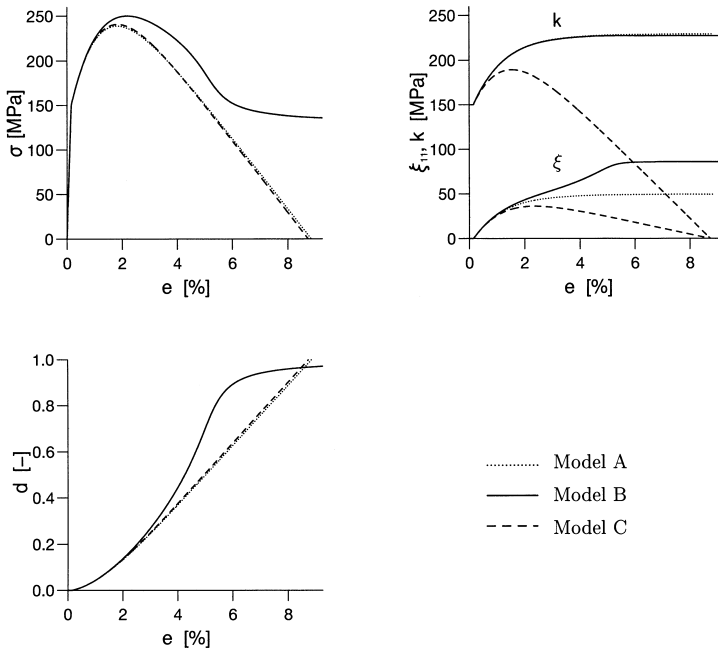 250
200
150
100
50
0
σ [MPa]
0 2 4 6 8
e [%]
250
200
150
100
50
0
ξ₁₁, k [MPa]
k
ξ
0 2 4 6 8
e [%]
1.0
0.8
0.6
0.4
0.2
0.0
d [–]
0 2 4 6 8
e [%]
Model A
Model B
Model C